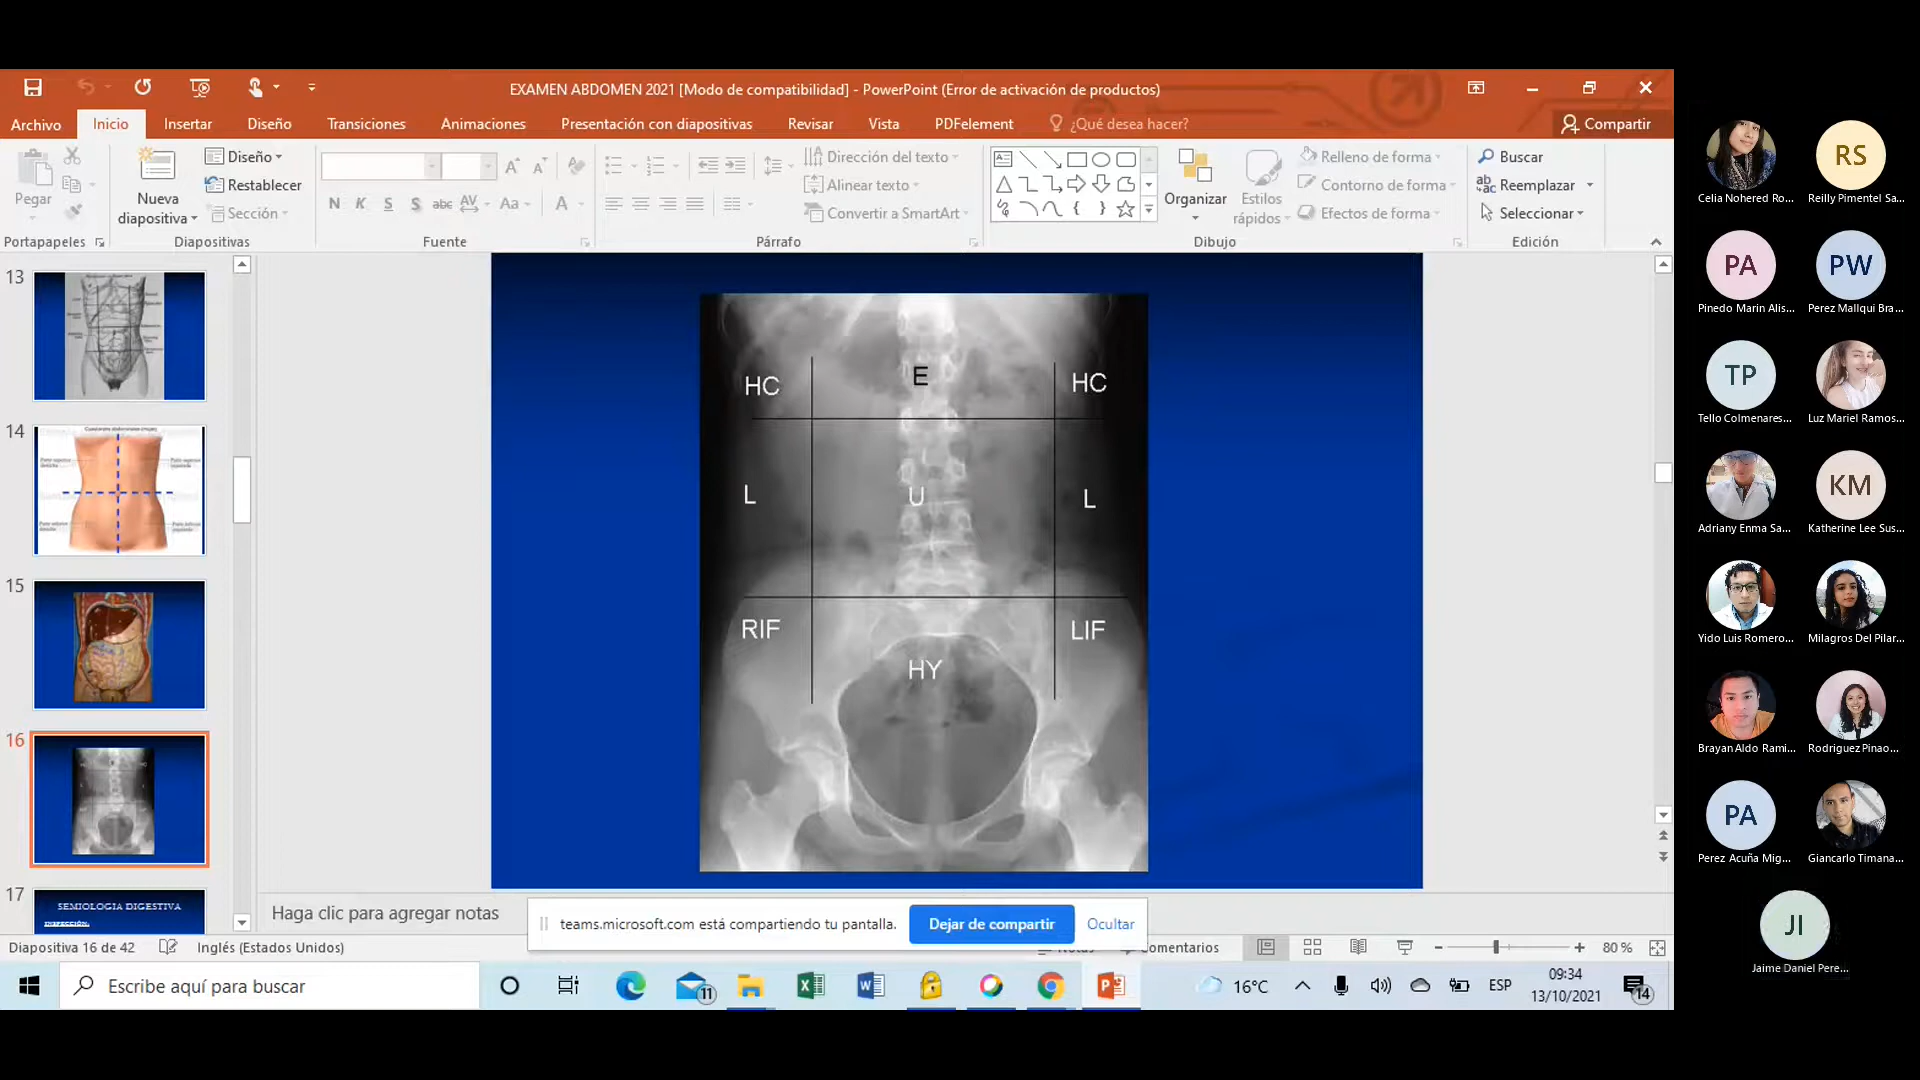 EXAMEN ABDOMEN 2021 [Modo de compatibilidad] - PowerPoint (Error de activación de productos)
Archivo Inicio Insertar Diseño Transiciones Animaciones Presentación con diapositivas Revisar Vista PDFelement ¿Qué desea hacer? Compartir
Pegar
Portapapeles
Nueva
diapositiva
Diseño
Restablecer
Sección
Diapositivas
N K S S abc AV Aa A
Fuente
Dirección del texto
Alinear texto
Convertir a SmartArt
Párrafo
Organizar
Estilos
rápidos
Relleno de forma
Contorno de forma
Efectos de forma
Dibujo
Buscar
Reemplazar
Seleccionar
Edición
13
14
15
16
17
SEMIOLOGIA DIGESTIVA
INSPECCIÓN:
HC E HC
L U L
RIF LIF
HY
Haga clic para agregar notas
teams.microsoft.com está compartiendo tu pantalla. Dejar de compartir Ocultar
Diapositiva 16 de 42 Inglés (Estados Unidos) Notas Comentarios 80 %
Escribe aquí para buscar
11
16°C
ESP
09:34
13/10/2021
14
Celia Nohered Ro...
RS
Reilly Pimentel Sa...
PA
Pinedo Marin Alis...
PW
Perez Mallqui Bra...
TP
Tello Colmenares...
Luz Mariel Ramos...
Adriany Enma Sa...
KM
Katherine Lee Sus...
Yido Luis Romero...
Milagros Del Pilar...
Brayan Aldo Rami...
Rodriguez Pinao...
PA
Perez Acuña Mig...
Giancarlo Timana...
JI
Jaime Daniel Pere...